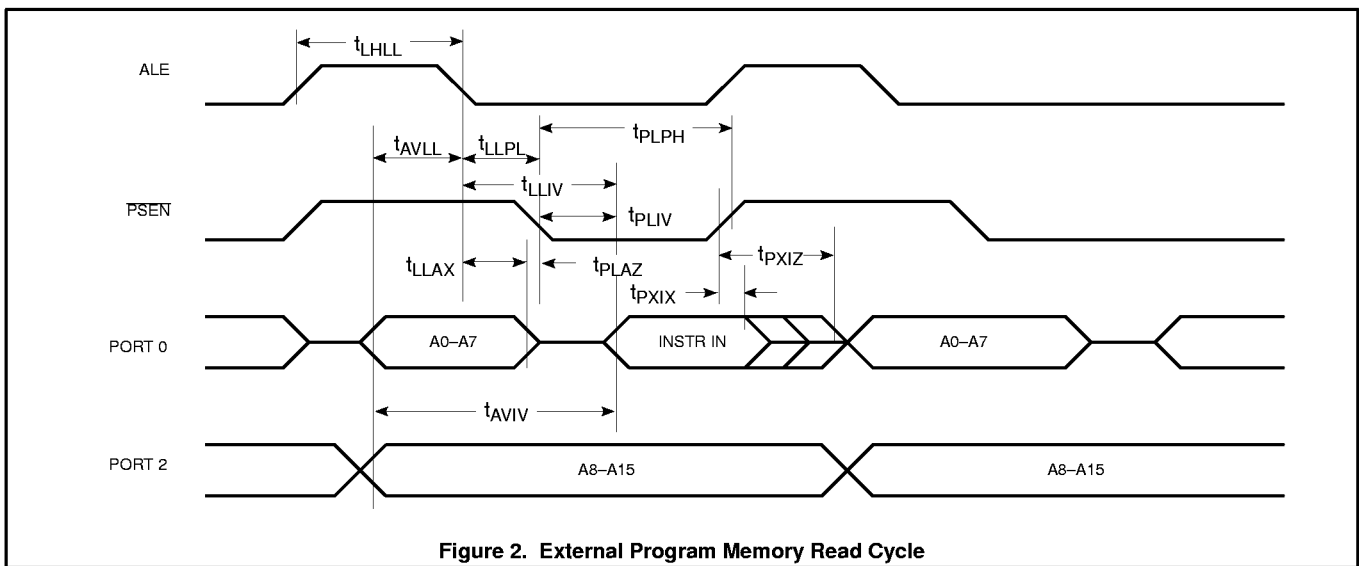 tLHLL
ALE
tAVLL
tLLPL
tPLPH
tLLIV
PSEN
tPLIV
tLLAX
tPLAZ
tPXIZ
tPXIX
PORT 0
A0–A7
INSTR IN
A0–A7
tAVIV
PORT 2
A8–A15
A8–A15
Figure 2. External Program Memory Read Cycle